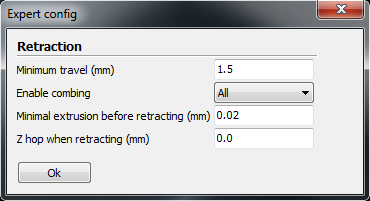 Expert config
Retraction
Minimum travel (mm) 1.5
Enable combing All
Minimal extrusion before retracting (mm) 0.02
Z hop when retracting (mm) 0.0
Ok